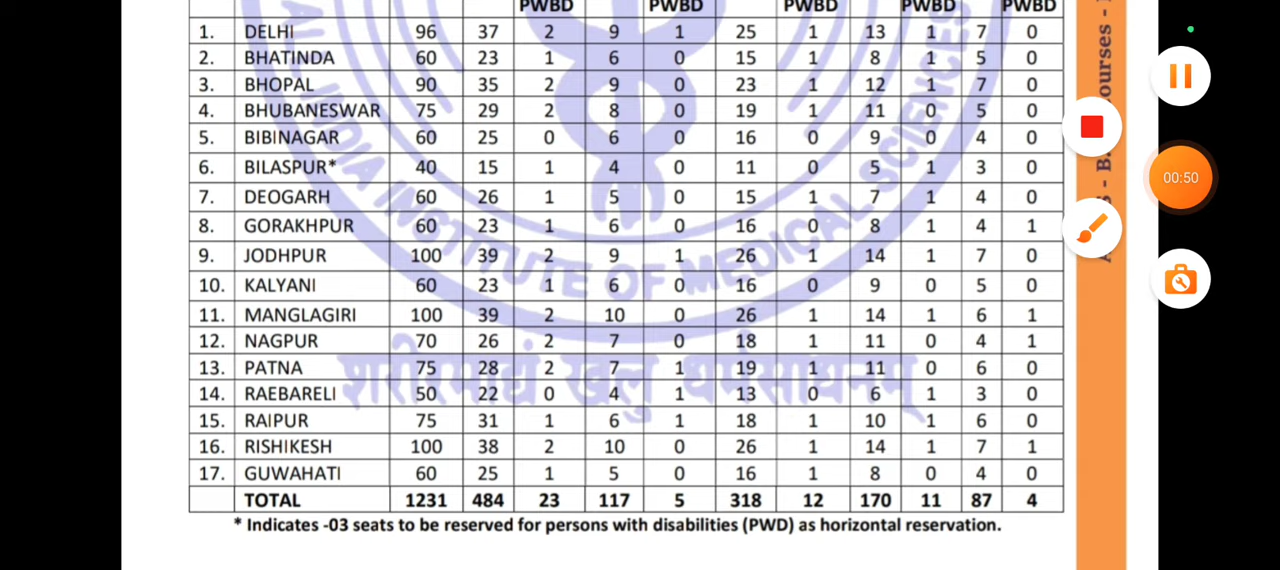 PWBD PWBD PWBD PWBD PWBD
1. DELHI 96 37 2 9 1 25 1 13 1 7 0
2. BHATINDA 60 23 1 6 0 15 1 8 1 5 0
3. BHOPAL 90 35 2 9 0 23 1 12 1 7 0
4. BHUBANESWAR 75 29 2 8 0 19 1 11 0 5 0
5. BIBINAGAR 60 25 0 6 0 16 0 9 0 4 0
6. BILASPUR* 40 15 1 4 0 11 0 5 1 3 0
7. DEOGARH 60 26 1 5 0 15 1 7 1 4 0
8. GORAKHPUR 60 23 1 6 0 16 0 8 1 4 1
9. JODHPUR 100 39 2 9 1 26 1 14 1 7 0
10. KALYANI 60 23 1 6 0 16 0 9 0 5 0
11. MANGLAGIRI 100 39 2 10 0 26 1 14 1 6 1
12. NAGPUR 70 26 2 7 0 18 1 11 0 4 1
13. PATNA 75 28 2 7 1 19 1 11 0 6 0
14. RAEBARELI 50 22 0 4 1 13 0 6 1 3 0
15. RAIPUR 75 31 1 6 1 18 1 10 1 6 0
16. RISHIKESH 100 38 2 10 0 26 1 14 1 7 1
17. GUWAHATI 60 25 1 5 0 16 1 8 0 4 0
TOTAL 1231 484 23 117 5 318 12 170 11 87 4
* Indicates -03 seats to be reserved for persons with disabilities (PWD) as horizontal reservation.
INDIA INSTITUTE OF MEDICAL SCIENCES
शरीरमाद्यं खलु धर्मसाधनम्
ourses -
00:50